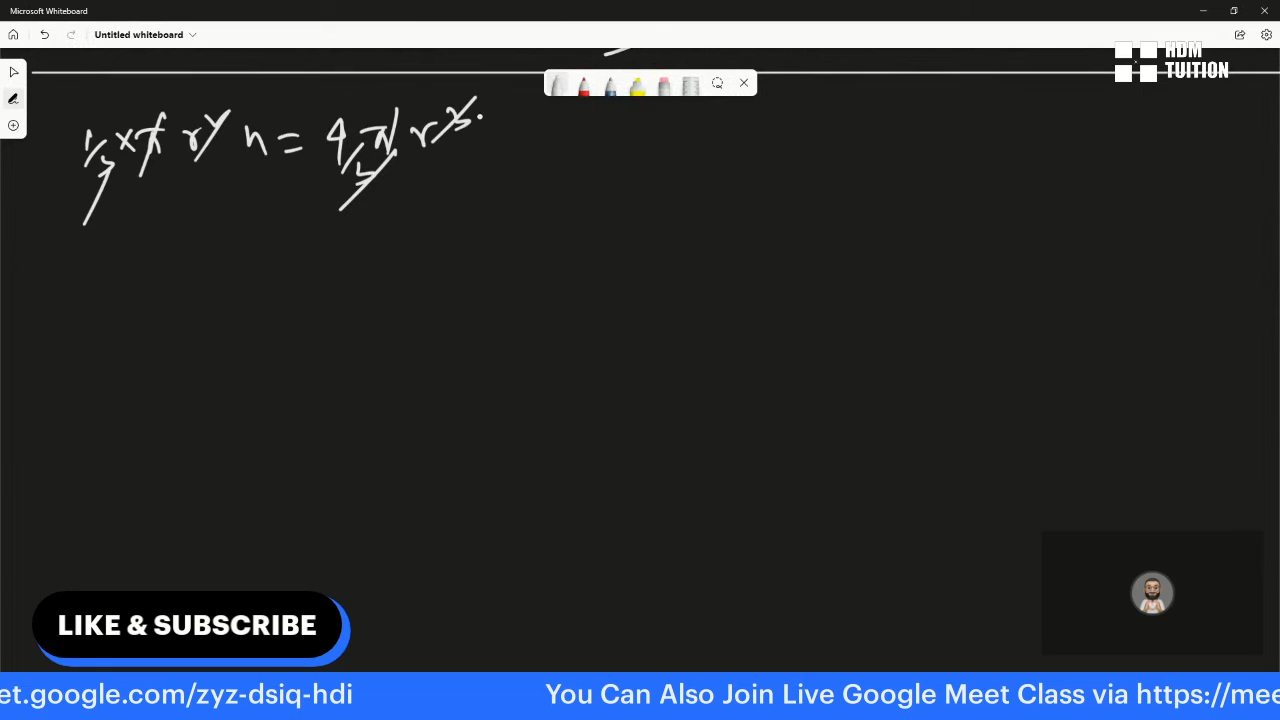 Microsoft Whiteboard
Untitled whiteboard
HDM
TUITION
1/3 × π r² h = 4/3 π r³
LIKE & SUBSCRIBE
et.google.com/zyz-dsiq-hdi You Can Also Join Live Google Meet Class via https://mee